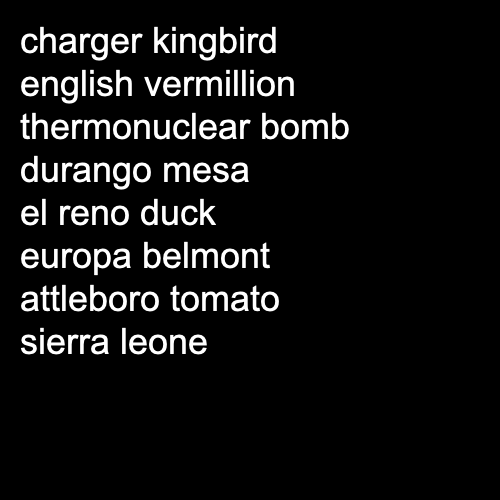 charger kingbird
english vermillion
thermonuclear bomb
durango mesa
el reno duck
europa belmont
attleboro tomato
sierra leone